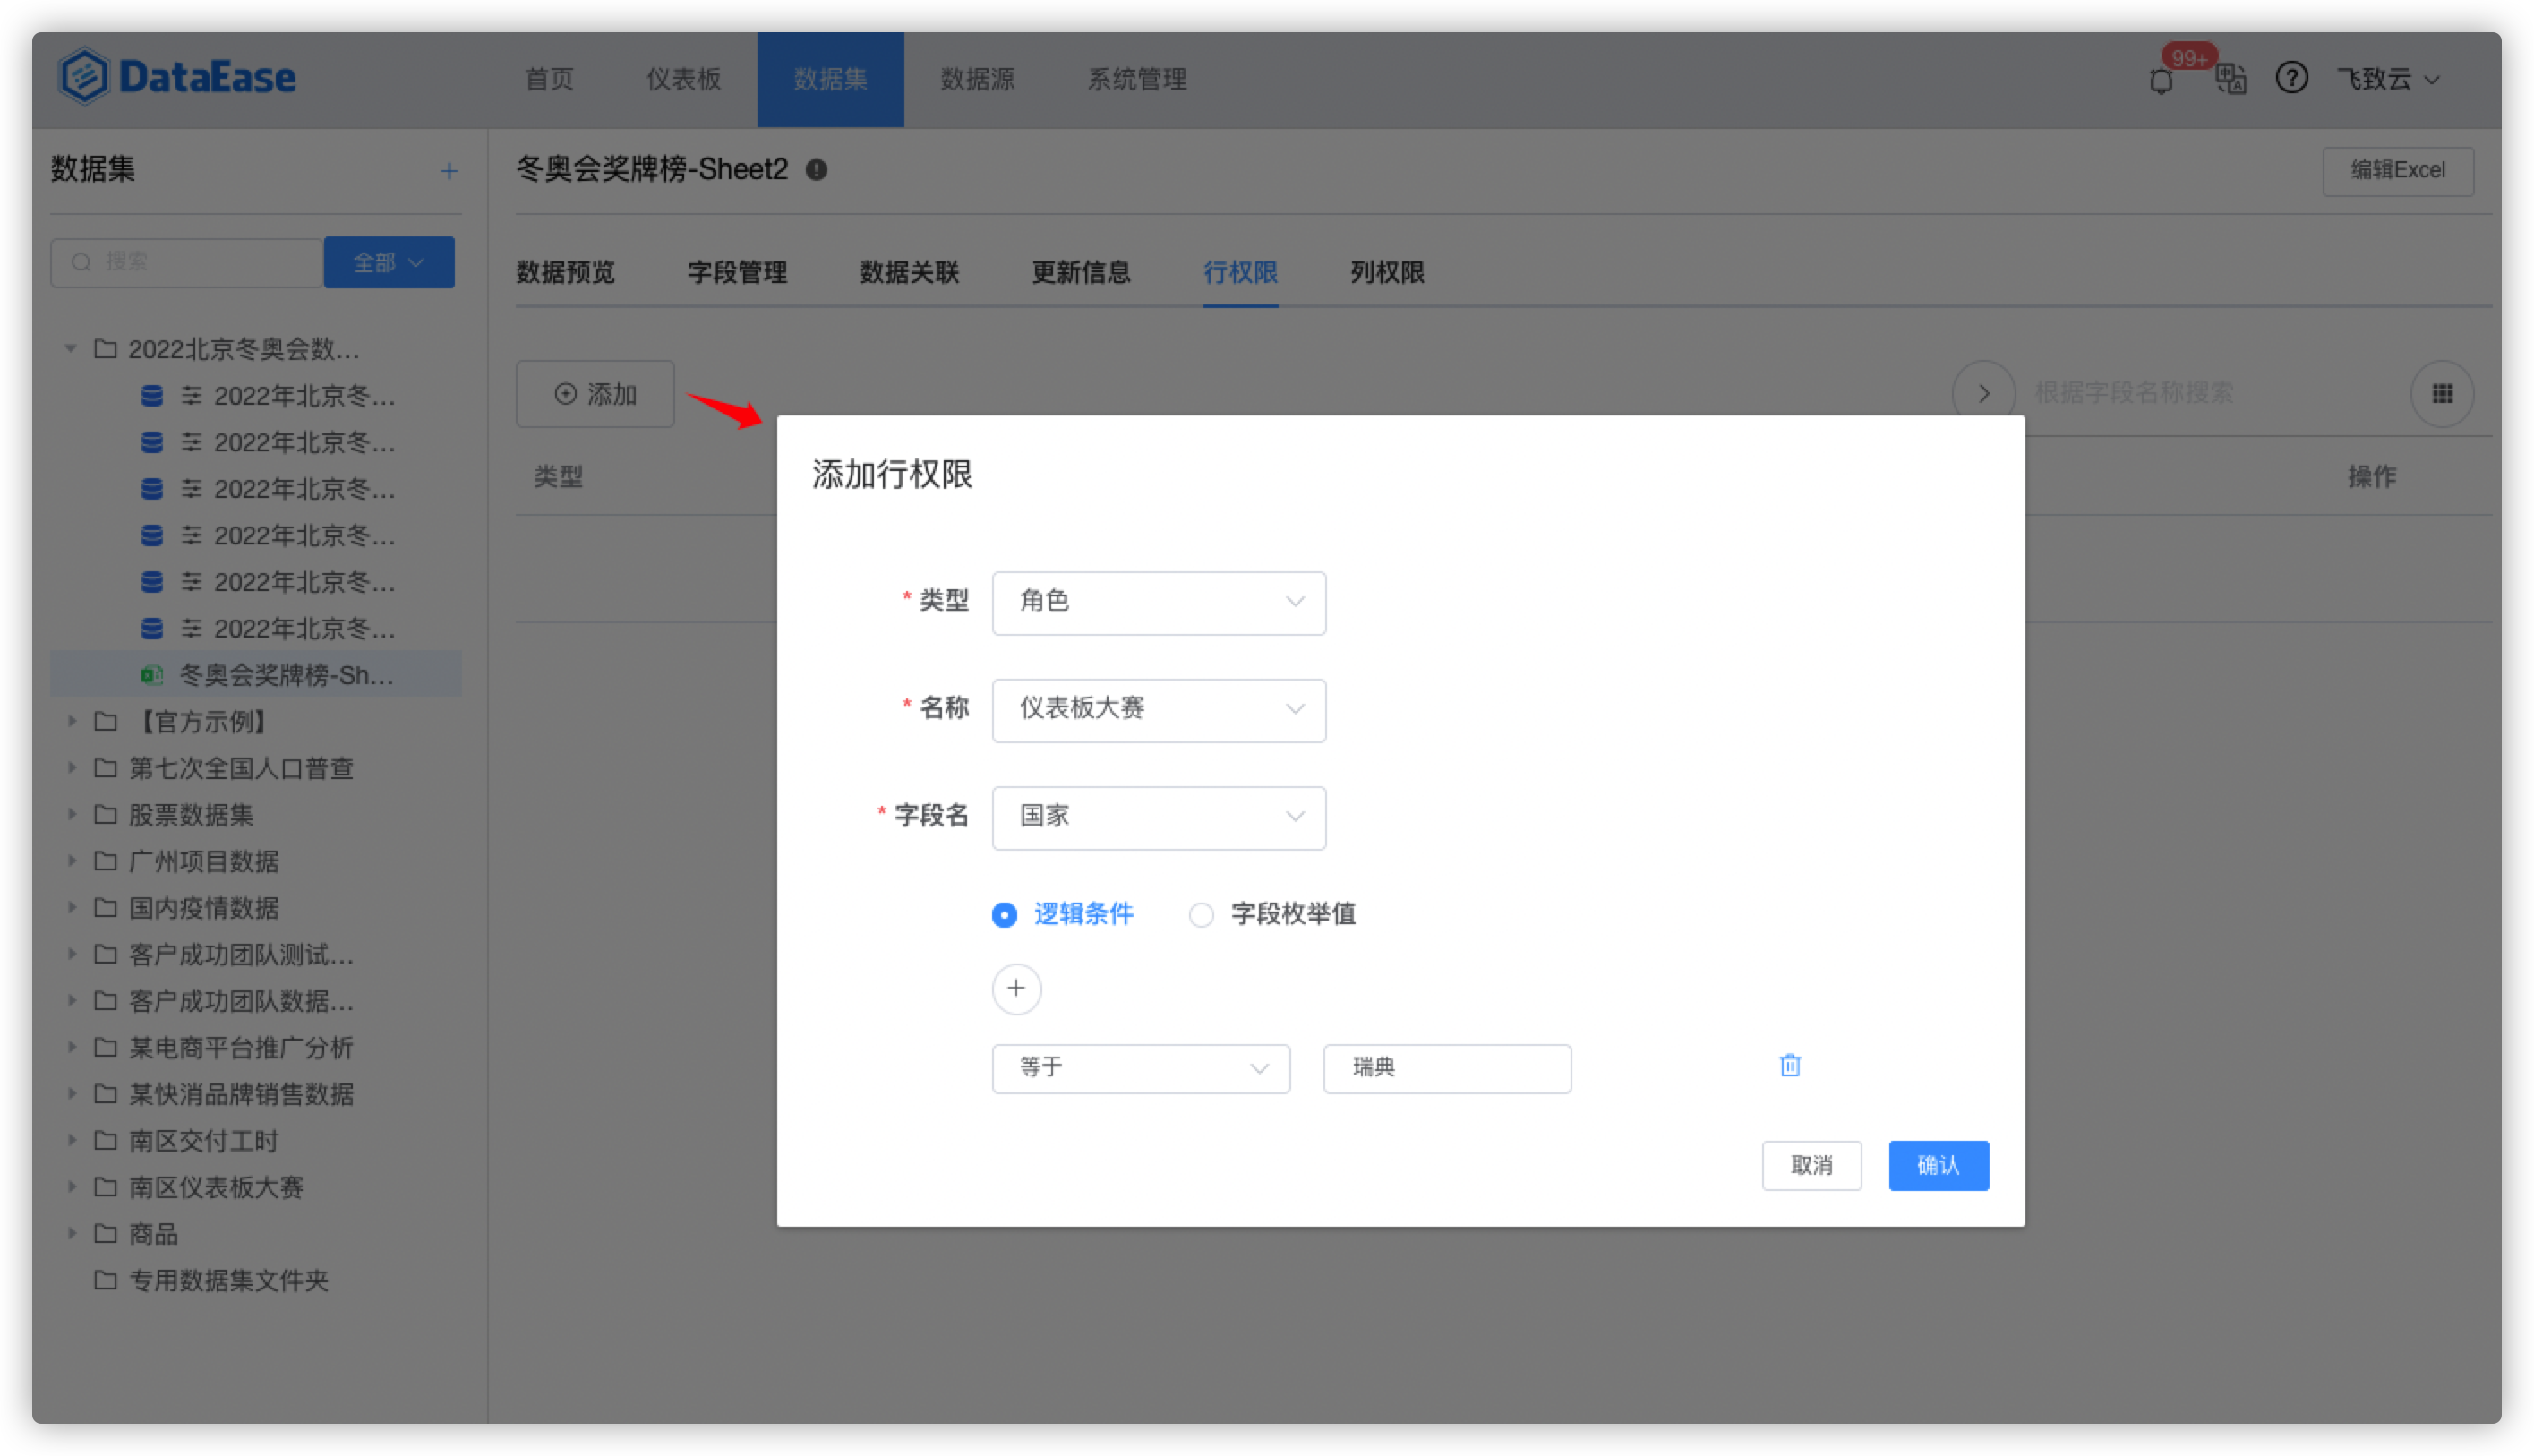 DataEase
首页 仪表板 数据集 数据源 系统管理
99+
飞致云
数据集
搜索 全部
2022北京冬奥会数...
2022年北京冬...
2022年北京冬...
2022年北京冬...
2022年北京冬...
2022年北京冬...
2022年北京冬...
冬奥会奖牌榜-Sh...
【官方示例】
第七次全国人口普查
股票数据集
广州项目数据
国内疫情数据
客户成功团队测试...
客户成功团队数据...
某电商平台推广分析
某快消品牌销售数据
南区交付工时
南区仪表板大赛
商品
专用数据集文件夹
冬奥会奖牌榜-Sheet2
编辑Excel
数据预览 字段管理 数据关联 更新信息 行权限 列权限
添加
根据字段名称搜索
类型
操作
添加行权限
* 类型 角色
* 名称 仪表板大赛
* 字段名 国家
逻辑条件 字段枚举值
等于 瑞典
取消 确认